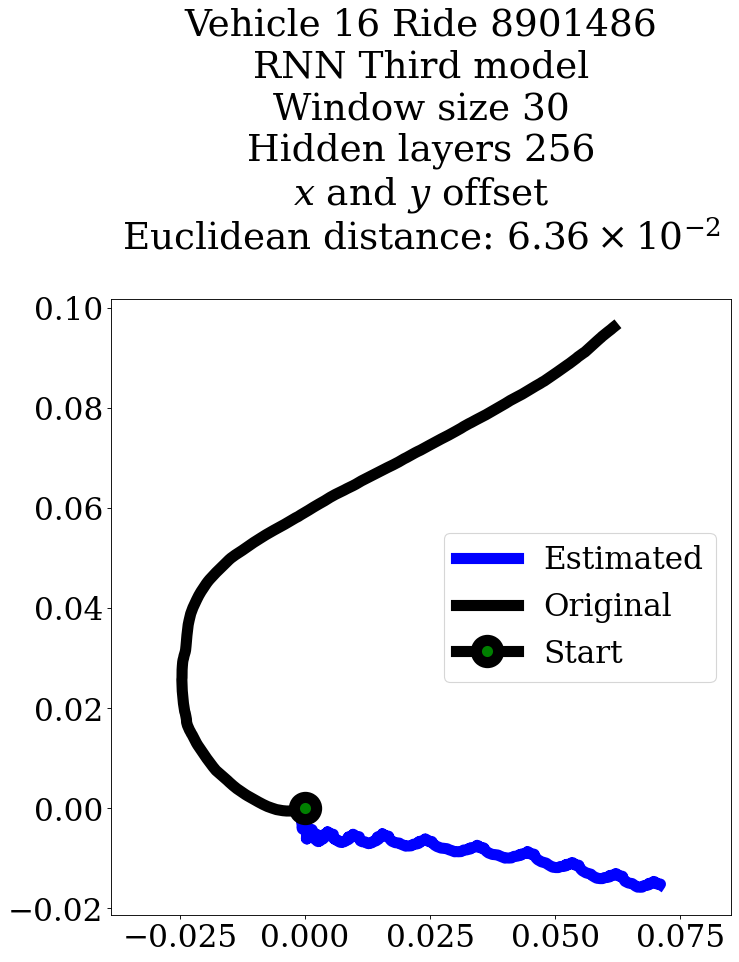 Vehicle 16 Ride 8901486
RNN Third model
Window size 30
Hidden layers 256
x and y offset
Euclidean distance: 6.36 × 10⁻²
0.10
0.08
0.06
0.04
0.02
0.00
−0.02
Estimated
Original
Start
−0.025 0.000 0.025 0.050 0.075